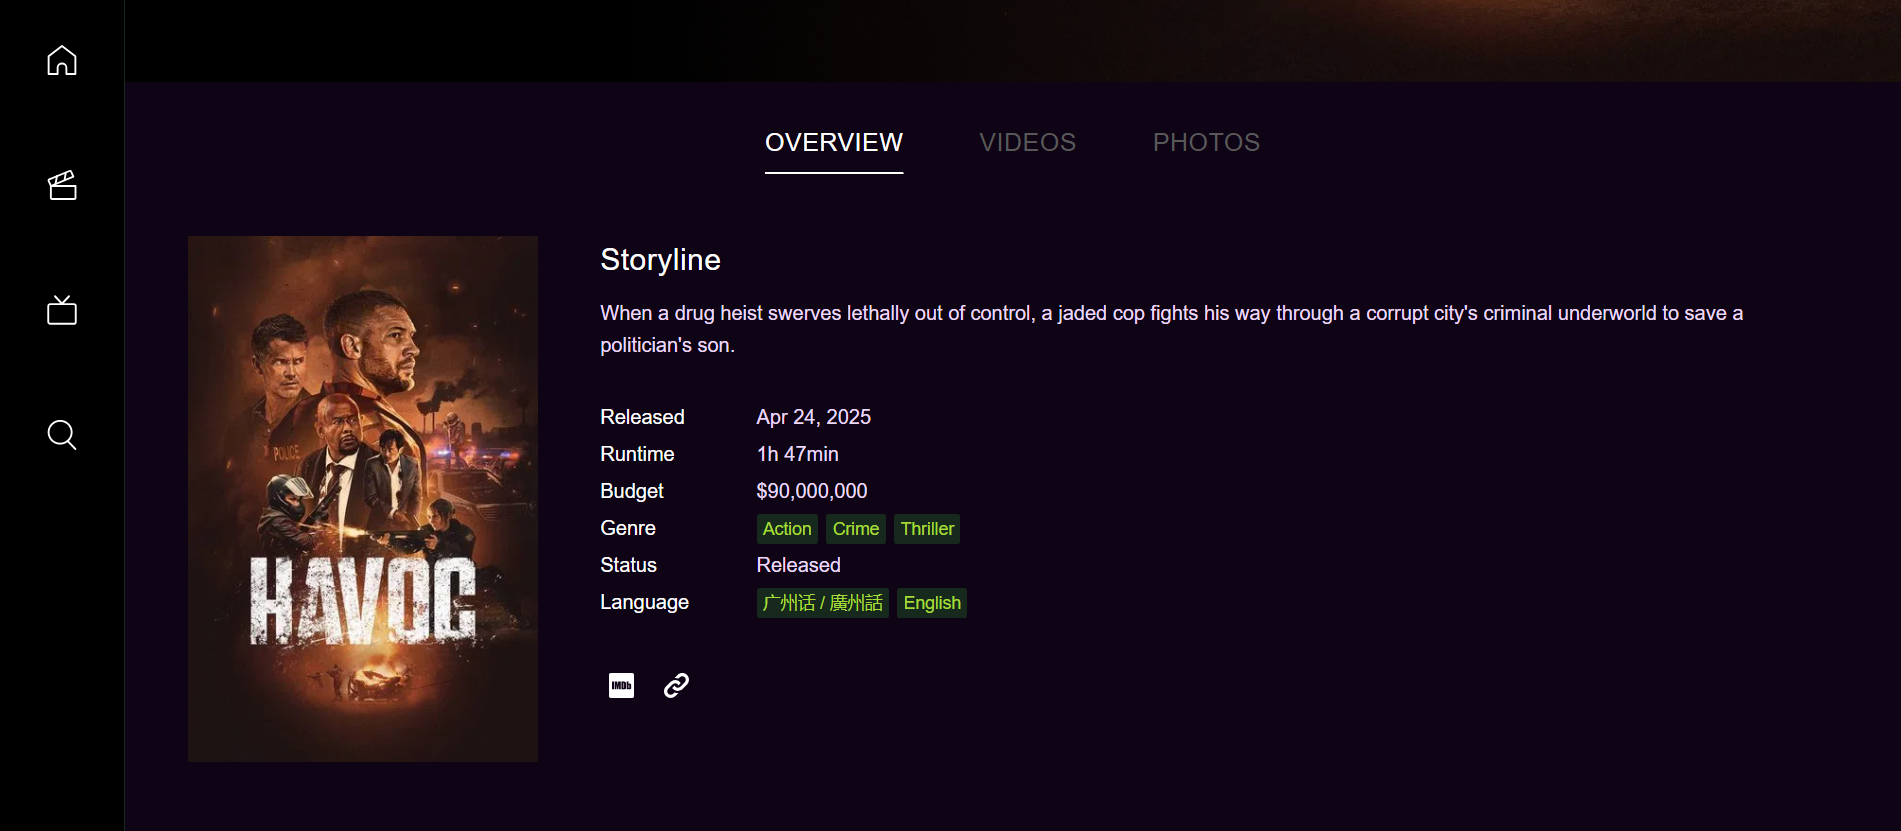 OVERVIEW VIDEOS PHOTOS
Storyline
When a drug heist swerves lethally out of control, a jaded cop fights his way through a corrupt city's criminal underworld to save a
politician's son.
Released Apr 24, 2025
Runtime 1h 47min
Budget $90,000,000
Genre Action Crime Thriller
Status Released
Language 广州话 / 廣州話 English
IMDb
POLICE
HAVOC